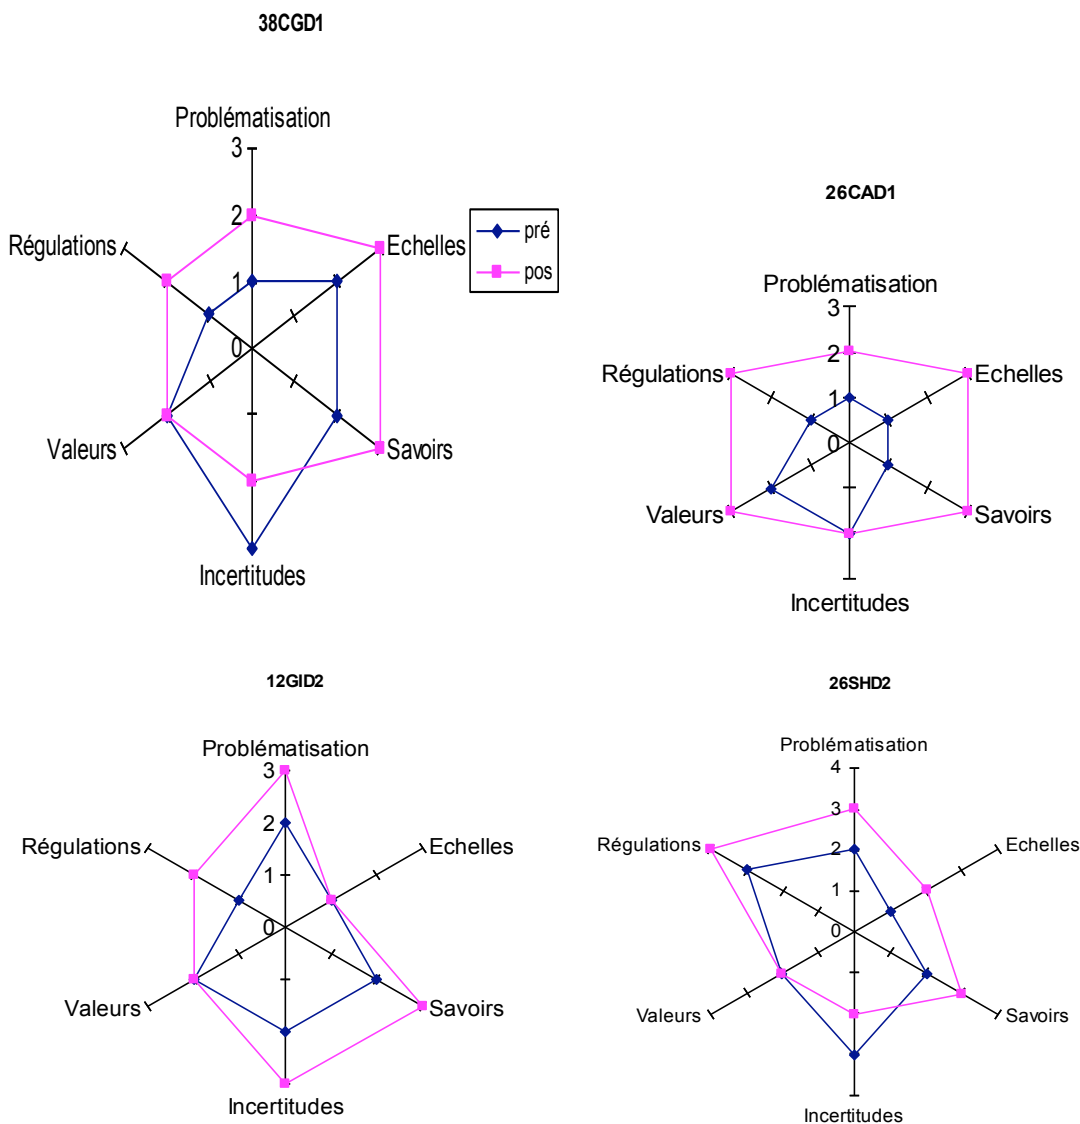 38CGD1
Problématisation
3
2
1
0
Echelles
Savoirs
Incertitudes
Valeurs
Régulations
pré
pos
26CAD1
Problématisation
3
2
1
0
Echelles
Savoirs
Incertitudes
Valeurs
Régulations
12GID2
Problématisation
3
2
1
0
Echelles
Savoirs
Incertitudes
Valeurs
Régulations
26SHD2
Problématisation
4
3
2
1
0
Echelles
Savoirs
Incertitudes
Valeurs
Régulations